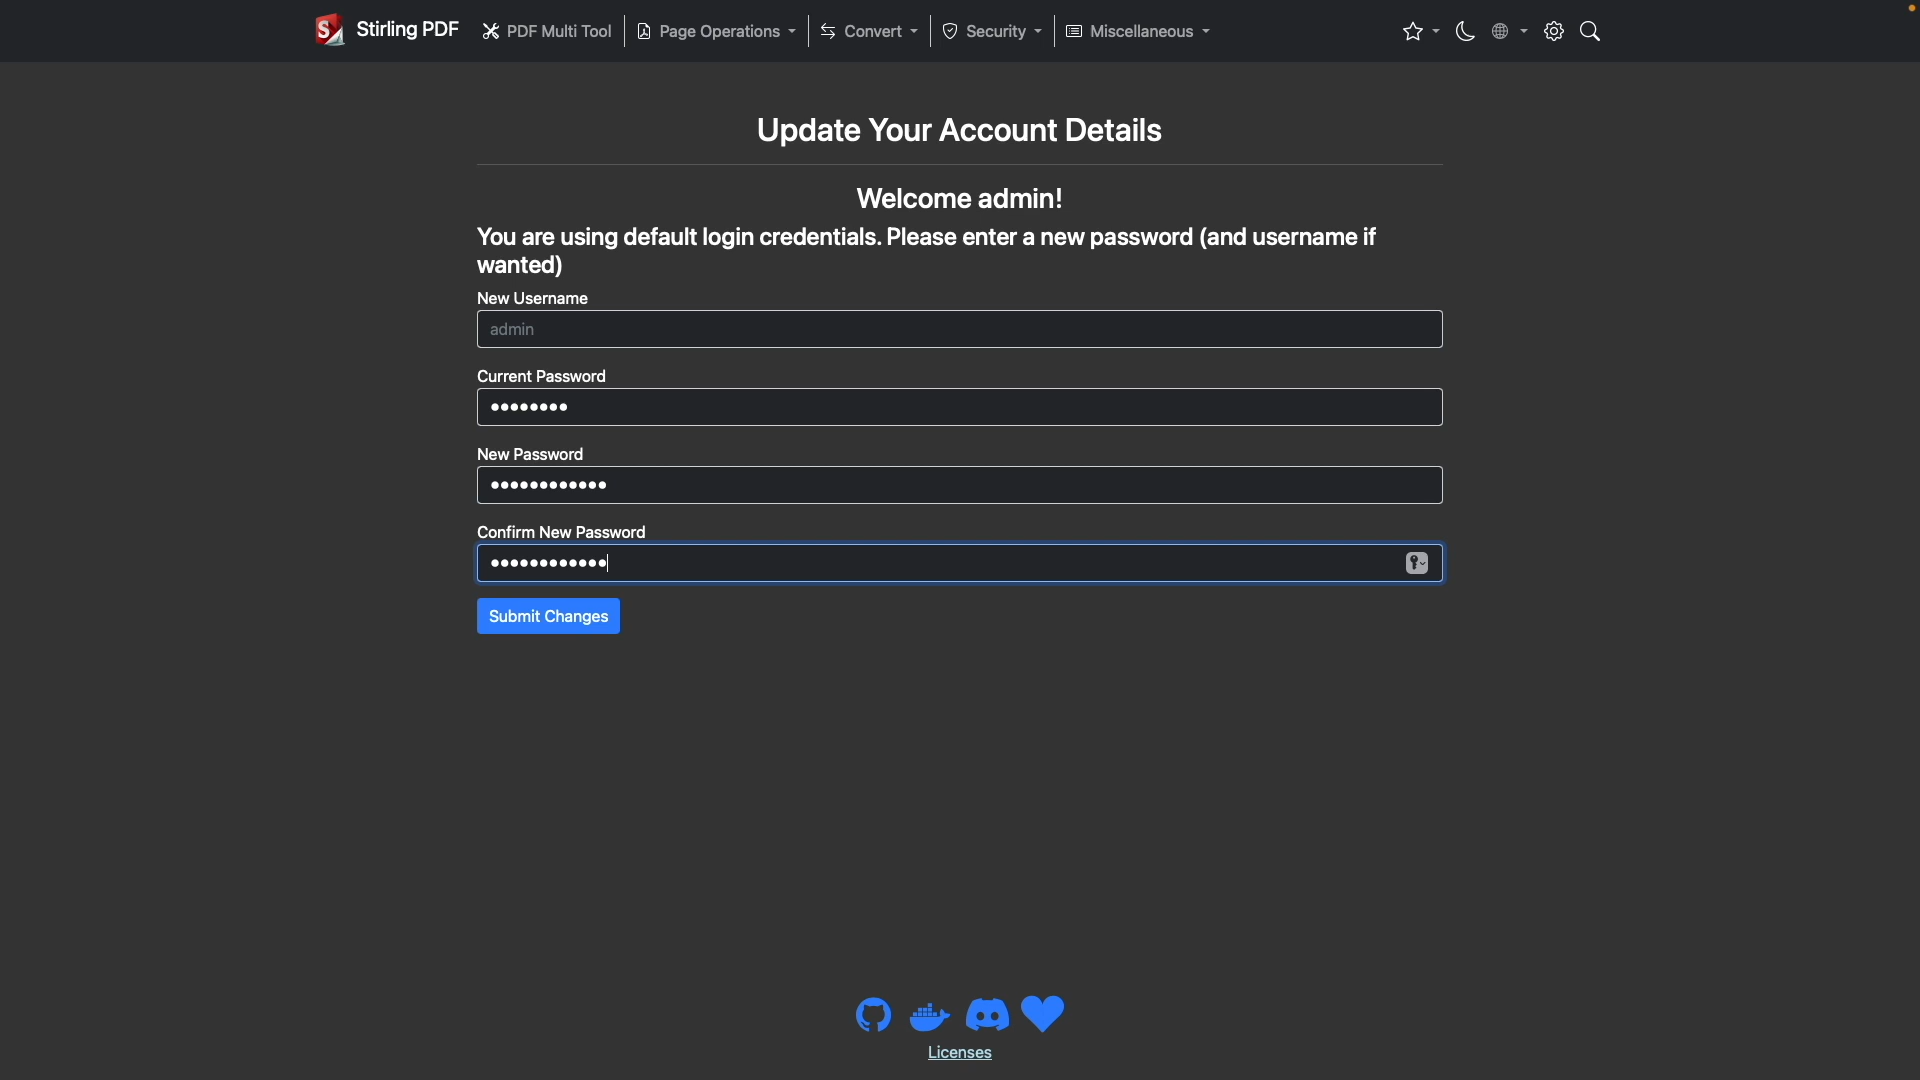 Stirling PDF
PDF Multi Tool
Page Operations
Convert
Security
Miscellaneous
Update Your Account Details
Welcome admin!
You are using default login credentials. Please enter a new password (and username if
wanted)
New Username
admin
Current Password
••••••••
New Password
••••••••••••
Confirm New Password
••••••••••••
Submit Changes
Licenses